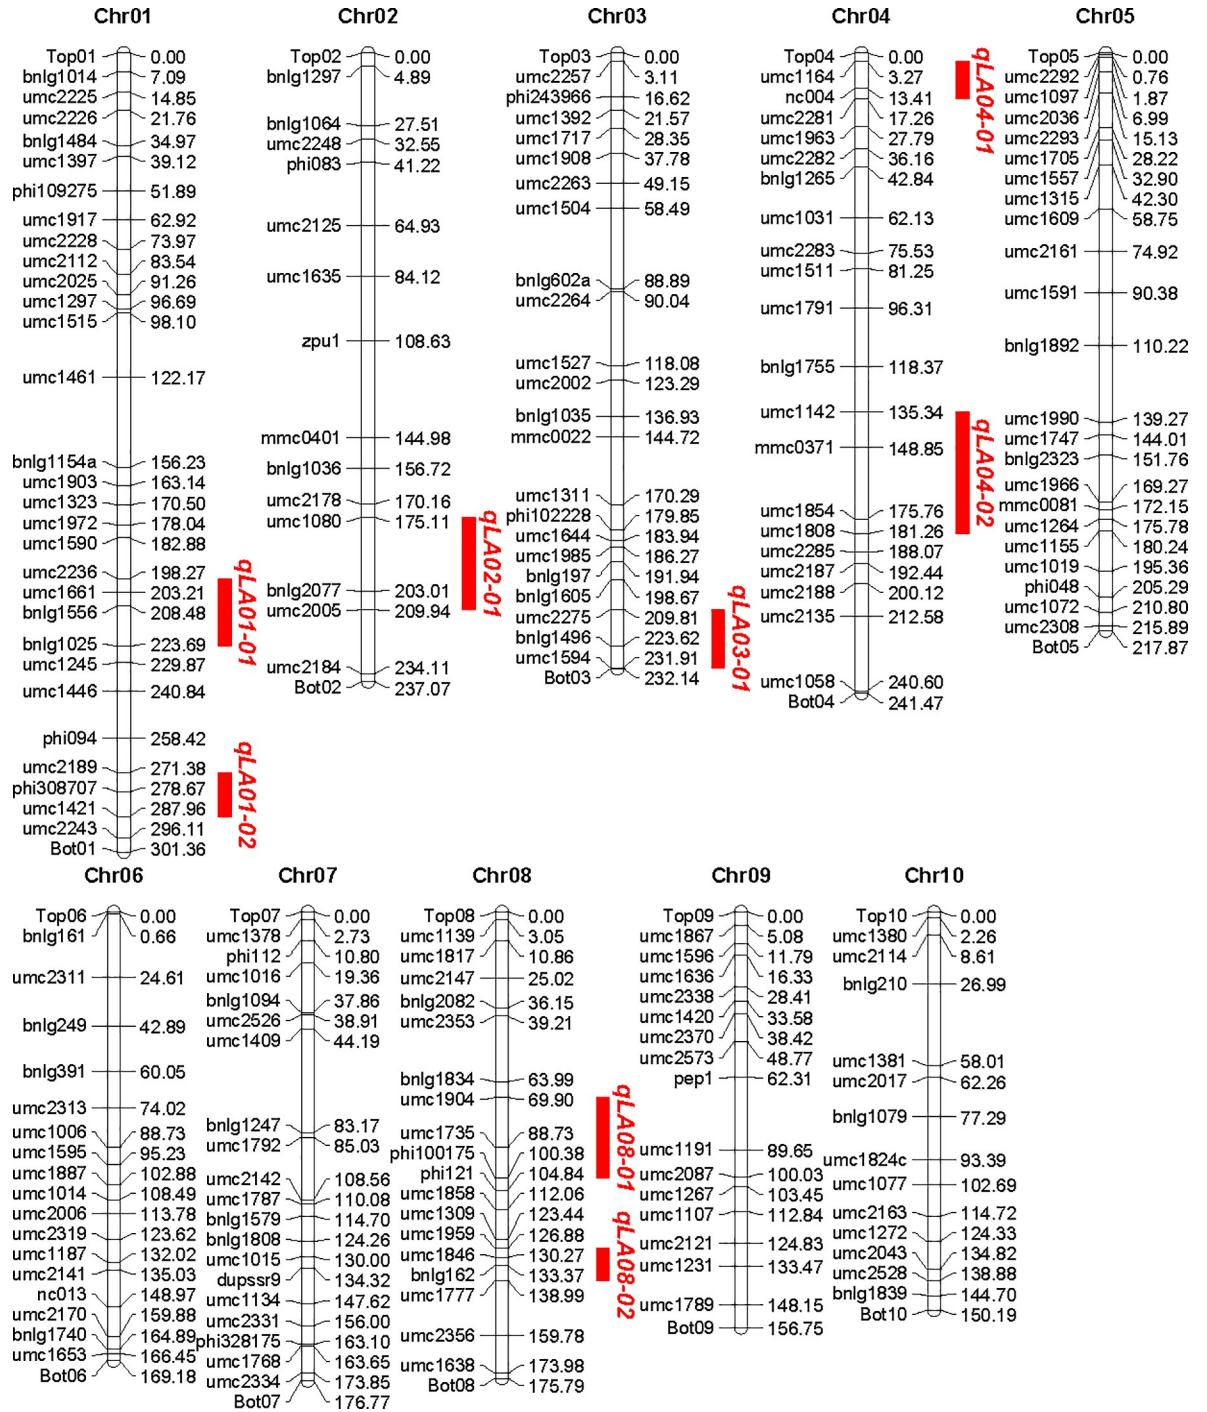 Chr01
Top01 0.00
bnlg1014 7.09
umc2225 14.85
umc2226 21.76
bnlg1484 34.97
umc1397 39.12
phi109275 51.89
umc1917 62.92
umc2228 73.97
umc2112 83.54
umc2025 91.26
umc1297 96.69
umc1515 98.10
umc1461 122.17
bnlg1154a 156.23
umc1903 163.14
umc1323 170.50
umc1972 178.04
umc1590 182.88
umc2236 198.27
umc1661 203.21
bnlg1556 208.48
bnlg1025 223.69
umc1245 229.87
umc1446 240.84
phi094 258.42
umc2189 271.38
phi308707 278.67
umc1421 287.96
umc2243 296.11
Bot01 301.36
qLA01-01
qLA01-02
Chr02
Top02 0.00
bnlg1297 4.89
bnlg1064 27.51
umc2248 32.55
phi083 41.22
umc2125 64.93
umc1635 84.12
zpu1 108.63
mmc0401 144.98
bnlg1036 156.72
umc2178 170.16
umc1080 175.11
bnlg2077 203.01
umc2005 209.94
umc2184 234.11
Bot02 237.07
qLA02-01
Chr03
Top03 0.00
umc2257 3.11
phi243966 16.62
umc1392 21.57
umc1717 28.35
umc1908 37.78
umc2263 49.15
umc1504 58.49
bnlg602a 88.89
umc2264 90.04
umc1527 118.08
umc2002 123.29
bnlg1035 136.93
mmc0022 144.72
umc1311 170.29
phi102228 179.85
umc1644 183.94
umc1985 186.27
bnlg197 191.94
bnlg1605 198.67
umc2275 209.81
bnlg1496 223.62
umc1594 231.91
Bot03 232.14
qLA03-01
Chr04
Top04 0.00
umc1164 3.27
nc004 13.41
umc2281 17.26
umc1963 27.79
umc2282 36.16
bnlg1265 42.84
umc1031 62.13
umc2283 75.53
umc1511 81.25
umc1791 96.31
bnlg1755 118.37
umc1142 135.34
mmc0371 148.85
umc1854 175.76
umc1808 181.26
umc2285 188.07
umc2187 192.44
umc2188 200.12
umc2135 212.58
umc1058 240.60
Bot04 241.47
qLA04-01
qLA04-02
Chr05
Top05 0.00
umc2292 0.76
umc1097 1.87
umc2036 6.99
umc2293 15.13
umc1705 28.22
umc1557 32.90
umc1315 42.30
umc1609 58.75
umc2161 74.92
umc1591 90.38
bnlg1892 110.22
umc1990 139.27
umc1747 144.01
bnlg2323 151.76
umc1966 169.27
mmc0081 172.15
umc1264 175.78
umc1155 180.24
umc1019 195.36
phi048 205.29
umc1072 210.80
umc2308 215.89
Bot05 217.87
Chr06
Top06 0.00
bnlg161 0.66
umc2311 24.61
bnlg249 42.89
bnlg391 60.05
umc2313 74.02
umc1006 88.73
umc1595 95.23
umc1887 102.88
umc1014 108.49
umc2006 113.78
umc2319 123.62
umc1187 132.02
umc2141 135.03
nc013 148.97
umc2170 159.88
bnlg1740 164.89
umc1653 166.45
Bot06 169.18
Chr07
Top07 0.00
umc1378 2.73
phi112 10.80
umc1016 19.36
bnlg1094 37.86
umc2526 38.91
umc1409 44.19
bnlg1247 83.17
umc1792 85.03
umc2142 108.56
umc1787 110.08
bnlg1579 114.70
bnlg1808 124.26
umc1015 130.00
dupssr9 134.32
umc1134 147.62
umc2331 156.00
phi328175 163.10
umc1768 163.65
umc2334 173.85
Bot07 176.77
Chr08
Top08 0.00
umc1139 3.05
umc1817 10.86
umc2147 25.02
bnlg2082 36.15
umc2353 39.21
bnlg1834 63.99
umc1904 69.90
umc1735 88.73
phi100175 100.38
phi121 104.84
umc1858 112.06
umc1309 123.44
umc1959 126.88
umc1846 130.27
bnlg162 133.37
umc1777 138.99
umc2356 159.78
umc1638 173.98
Bot08 175.79
qLA08-01
qLA08-02
Chr09
Top09 0.00
umc1867 5.08
umc1596 11.79
umc1636 16.33
umc2338 28.41
umc1420 33.58
umc2370 38.42
umc2573 48.77
pep1 62.31
umc1191 89.65
umc2087 100.03
umc1267 103.45
umc1107 112.84
umc2121 124.83
umc1231 133.47
umc1789 148.15
Bot09 156.75
Chr10
Top10 0.00
umc1380 2.26
umc2114 8.61
bnlg210 26.99
umc1381 58.01
umc2017 62.26
bnlg1079 77.29
umc1824c 93.39
umc1077 102.69
umc2163 114.72
umc1272 124.33
umc2043 134.82
umc2528 138.88
bnlg1839 144.70
Bot10 150.19